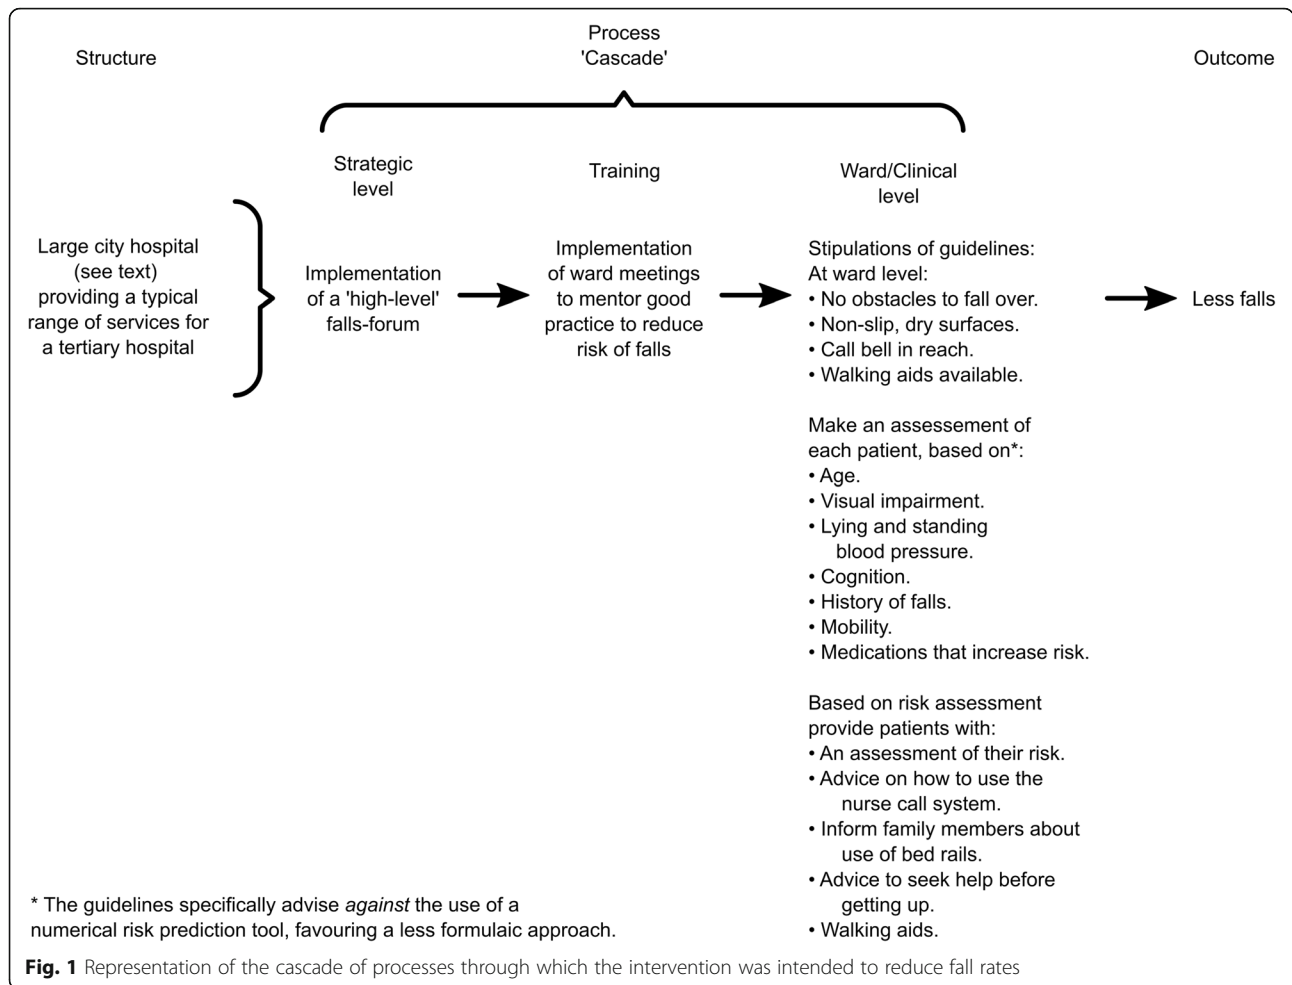 Structure
Process
'Cascade'
Outcome
Strategic
level
Training
Ward/Clinical
level
Large city hospital
(see text)
providing a typical
range of services for
a tertiary hospital
Implementation
of a 'high-level'
falls-forum
Implementation
of ward meetings
to mentor good
practice to reduce
risk of falls
Stipulations of guidelines:
At ward level:
• No obstacles to fall over.
• Non-slip, dry surfaces.
• Call bell in reach.
• Walking aids available.
Make an assessement of
each patient, based on*:
• Age.
• Visual impairment.
• Lying and standing
blood pressure.
• Cognition.
• History of falls.
• Mobility.
• Medications that increase risk.
Based on risk assessment
provide patients with:
• An assessment of their risk.
• Advice on how to use the
nurse call system.
• Inform family members about
use of bed rails.
• Advice to seek help before
getting up.
• Walking aids.
Less falls
* The guidelines specifically advise against the use of a
numerical risk prediction tool, favouring a less formulaic approach.
Fig. 1 Representation of the cascade of processes through which the intervention was intended to reduce fall rates